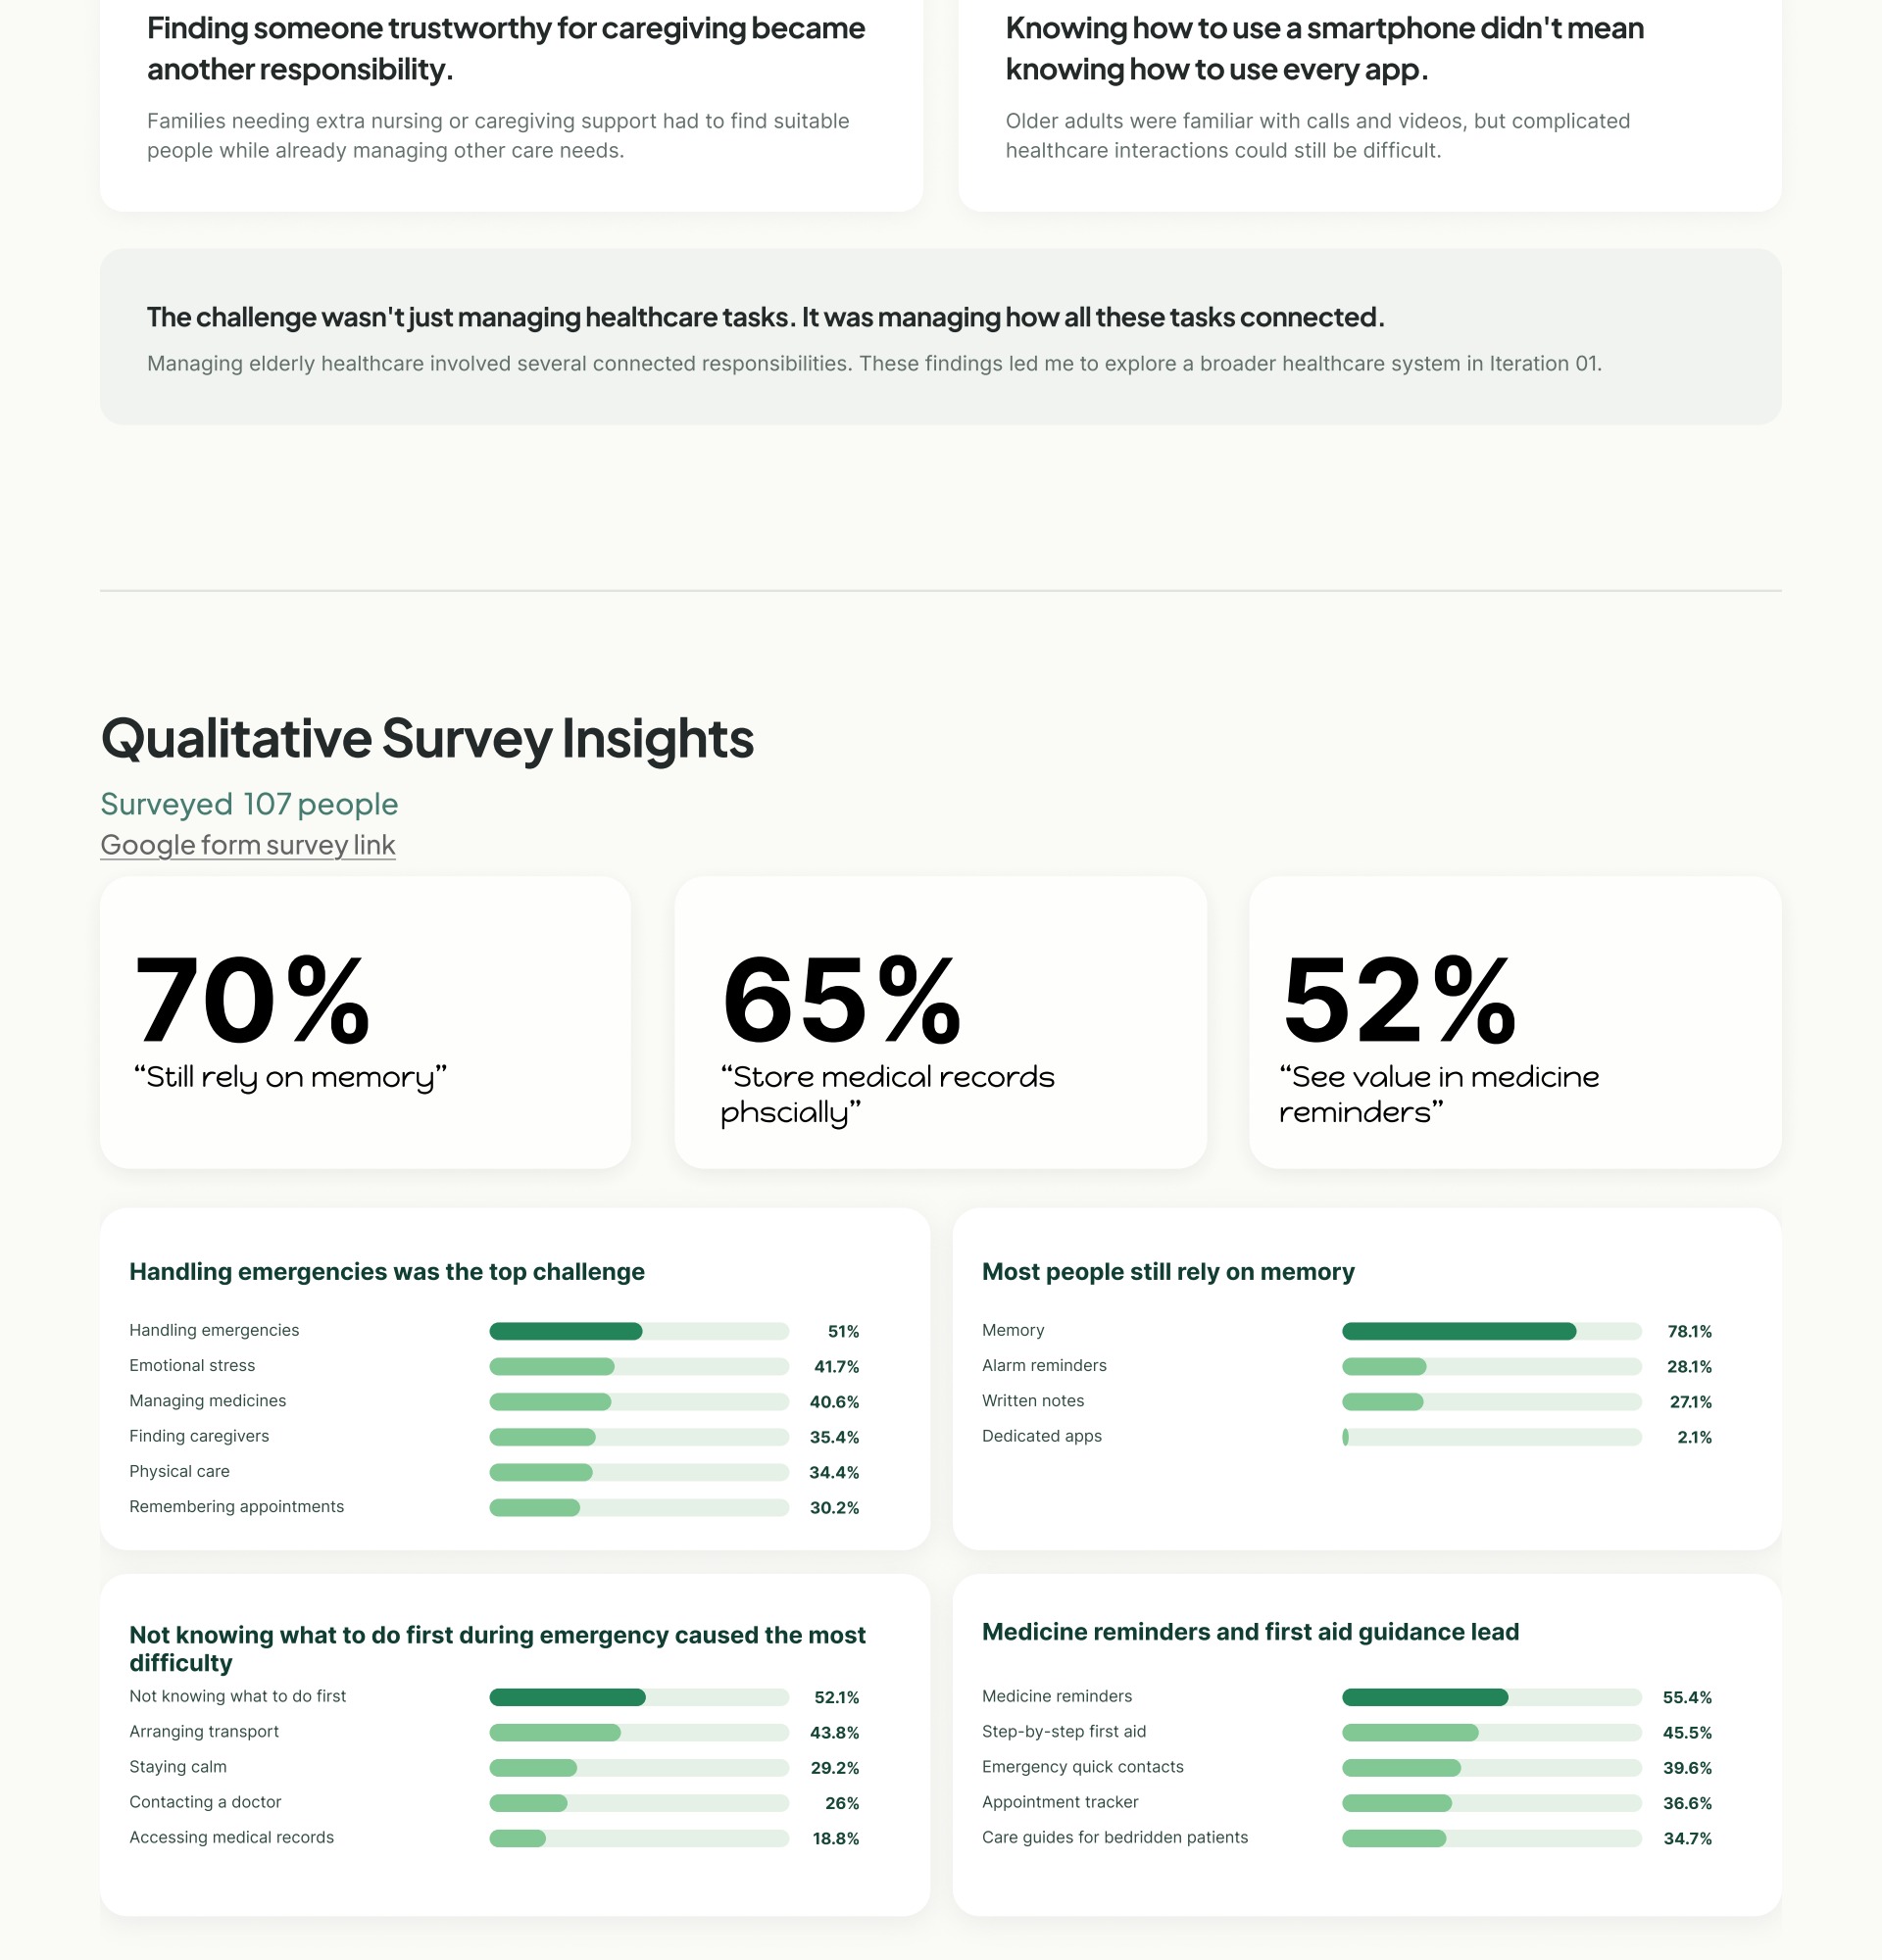 Finding someone trustworthy for caregiving became
another responsibility.
Families needing extra nursing or caregiving support had to find suitable
people while already managing other care needs.
Knowing how to use a smartphone didn't mean
knowing how to use every app.
Older adults were familiar with calls and videos, but complicated
healthcare interactions could still be difficult.
The challenge wasn't just managing healthcare tasks. It was managing how all these tasks connected.
Managing elderly healthcare involved several connected responsibilities. These findings led me to explore a broader healthcare system in Iteration 01.
Qualitative Survey Insights
Surveyed 107 people
Google form survey link
70%
“Still rely on memory”
65%
“Store medical records
phscially”
52%
“See value in medicine
reminders”
Handling emergencies was the top challenge
Handling emergencies 51%
Emotional stress 41.7%
Managing medicines 40.6%
Finding caregivers 35.4%
Physical care 34.4%
Remembering appointments 30.2%
Most people still rely on memory
Memory 78.1%
Alarm reminders 28.1%
Written notes 27.1%
Dedicated apps 2.1%
Not knowing what to do first during emergency caused the most
difficulty
Not knowing what to do first 52.1%
Arranging transport 43.8%
Staying calm 29.2%
Contacting a doctor 26%
Accessing medical records 18.8%
Medicine reminders and first aid guidance lead
Medicine reminders 55.4%
Step-by-step first aid 45.5%
Emergency quick contacts 39.6%
Appointment tracker 36.6%
Care guides for bedridden patients 34.7%